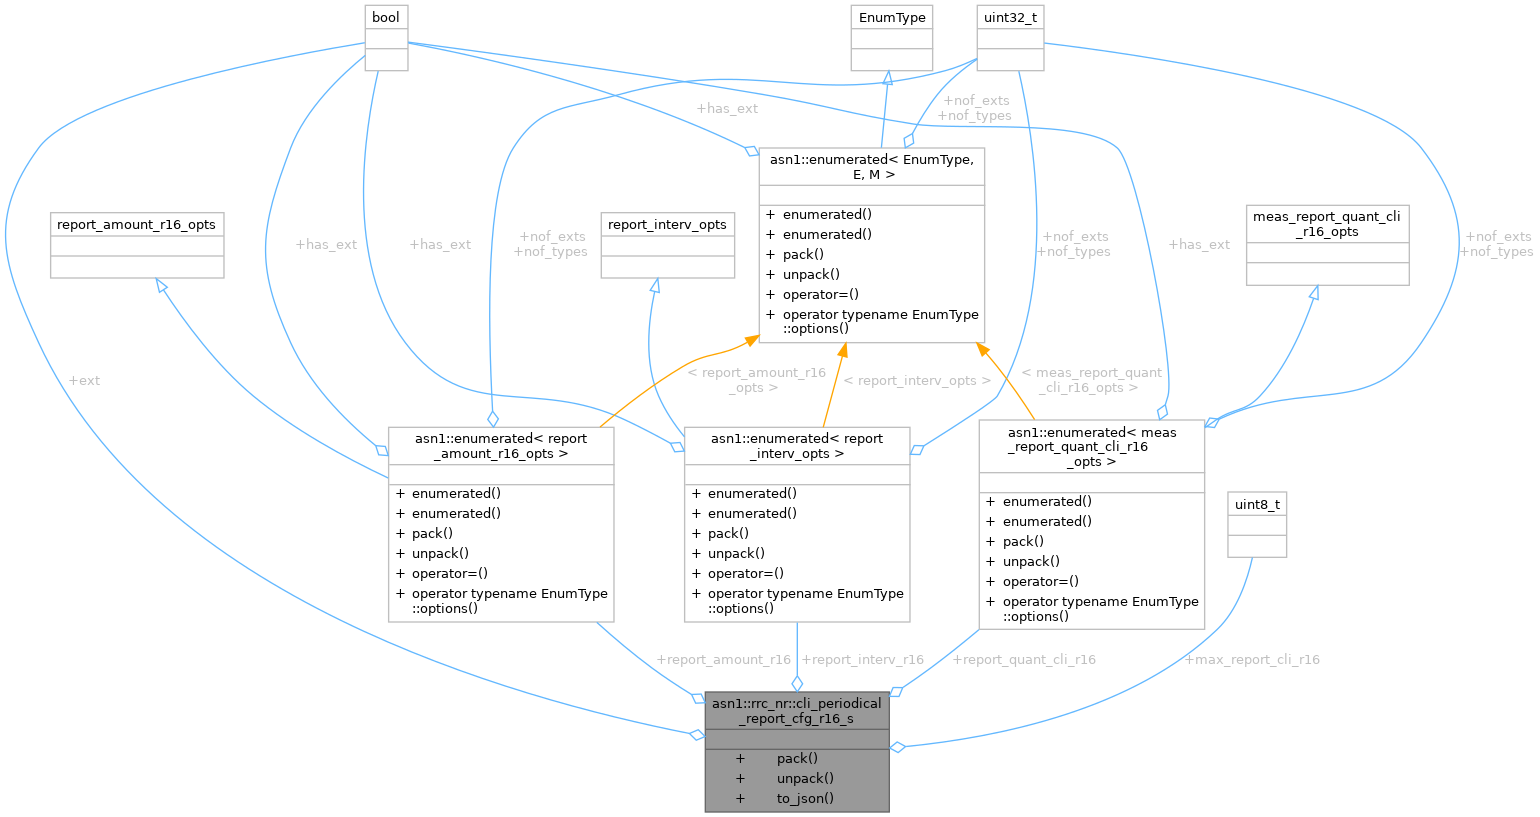 bool
EnumType
uint32_t
+has_ext
+nof_exts
+nof_types
asn1::enumerated< EnumType,
E, M >
+ enumerated()
+ enumerated()
+ pack()
+ unpack()
+ operator=()
+ operator typename EnumType
::options()
report_amount_r16_opts
+has_ext
+has_ext
+nof_exts
+nof_types
report_interv_opts
+nof_exts
+nof_types
+has_ext
meas_report_quant_cli
_r16_opts
+nof_exts
+nof_types
+ext
< report_amount_r16
_opts >
< report_interv_opts >
< meas_report_quant
_cli_r16_opts >
asn1::enumerated< report
_amount_r16_opts >
+ enumerated()
+ enumerated()
+ pack()
+ unpack()
+ operator=()
+ operator typename EnumType
::options()
asn1::enumerated< report
_interv_opts >
+ enumerated()
+ enumerated()
+ pack()
+ unpack()
+ operator=()
+ operator typename EnumType
::options()
asn1::enumerated< meas
_report_quant_cli_r16
_opts >
+ enumerated()
+ enumerated()
+ pack()
+ unpack()
+ operator=()
+ operator typename EnumType
::options()
uint8_t
+report_amount_r16
+report_interv_r16
+report_quant_cli_r16
+max_report_cli_r16
asn1::rrc_nr::cli_periodical
_report_cfg_r16_s
+ pack()
+ unpack()
+ to_json()